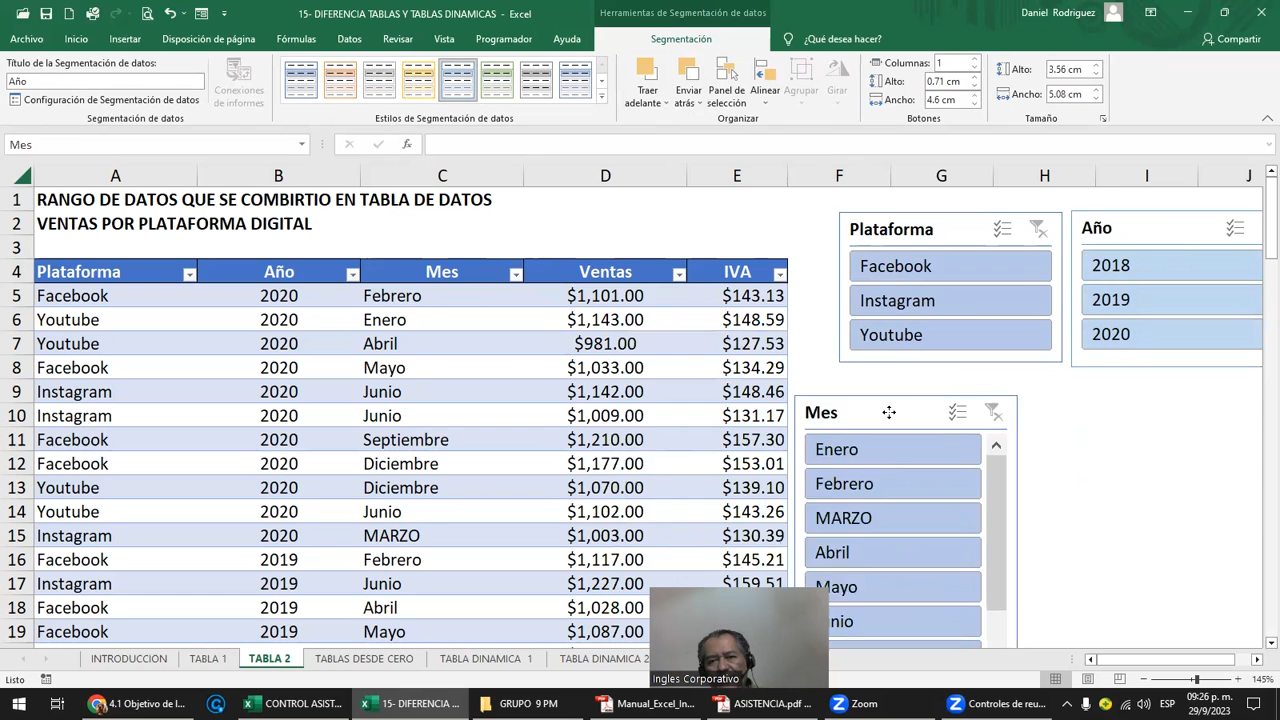 15- DIFERENCIA TABLAS Y TABLAS DINAMICAS - Excel
Herramientas de Segmentación de datos
Daniel Rodriguez
Archivo Inicio Insertar Disposición de página Fórmulas Datos Revisar Vista Programador Ayuda Segmentación ¿Qué desea hacer? Compartir
Título de la Segmentación de datos:
Año
Configuración de Segmentación de datos
Segmentación de datos
Conexiones de informes
Estilos de Segmentación de datos
Traer adelante
Enviar atrás
Panel de selección
Alinear
Agrupar
Girar
Organizar
Columnas: 1
Alto: 0.71 cm
Ancho: 4.6 cm
Botones
Alto: 3.56 cm
Ancho: 5.08 cm
Tamaño
Mes
fx
A B C D E F G H I J
1 RANGO DE DATOS QUE SE COMBIRTIO EN TABLA DE DATOS
2 VENTAS POR PLATAFORMA DIGITAL
3
4 Plataforma Año Mes Ventas IVA
5 Facebook 2020 Febrero $1,101.00 $143.13
6 Youtube 2020 Enero $1,143.00 $148.59
7 Youtube 2020 Abril $981.00 $127.53
8 Facebook 2020 Mayo $1,033.00 $134.29
9 Instagram 2020 Junio $1,142.00 $148.46
10 Instagram 2020 Junio $1,009.00 $131.17
11 Facebook 2020 Septiembre $1,210.00 $157.30
12 Facebook 2020 Diciembre $1,177.00 $153.01
13 Youtube 2020 Diciembre $1,070.00 $139.10
14 Youtube 2020 Junio $1,102.00 $143.26
15 Instagram 2020 MARZO $1,003.00 $130.39
16 Facebook 2019 Febrero $1,117.00 $145.21
17 Instagram 2019 Junio $1,227.00 $159.51
18 Facebook 2019 Abril $1,028.00
19 Facebook 2019 Mayo $1,087.00
Plataforma
Facebook
Instagram
Youtube
Año
2018
2019
2020
Mes
Enero
Febrero
MARZO
Abril
Mayo
unio
Ingles Corporativo
INTRODUCCION TABLA 1 TABLA 2 TABLAS DESDE CERO TABLA DINAMICA 1 TABLA DINAMICA 2
Listo
145%
4.1 Objetivo de l...
CONTROL ASIST...
15- DIFERENCIA ...
GRUPO 9 PM
Manual_Excel_In...
ASISTENCIA.pdf ...
Zoom
Controles de reu...
ESP
09:26 p. m.
29/9/2023